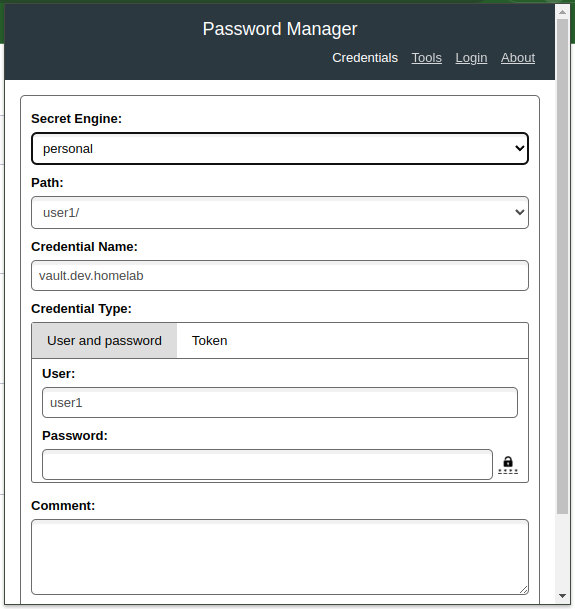 Password Manager
Credentials Tools Login About
Secret Engine:
personal
Path:
user1/
Credential Name:
vault.dev.homelab
Credential Type:
User and password Token
User:
user1
Password:
Comment: